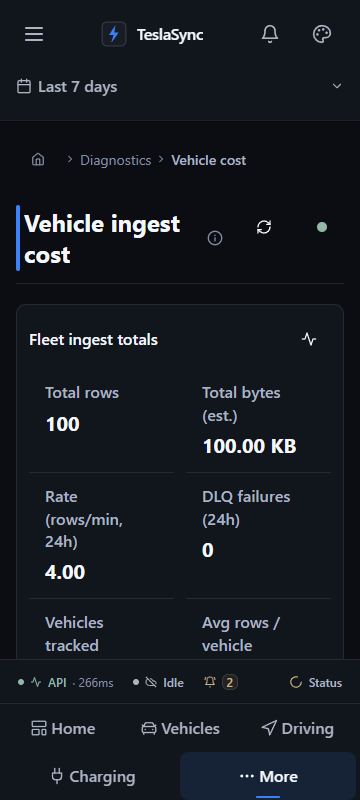 TeslaSync
Last 7 days
Diagnostics Vehicle cost
Vehicle ingest
cost
Fleet ingest totals
Total rows
100
Total bytes
(est.)
100.00 KB
Rate
(rows/min,
24h)
4.00
DLQ failures
(24h)
0
Vehicles
tracked
Avg rows /
vehicle
API · 266ms Idle 2 Status
Home Vehicles Driving
Charging More